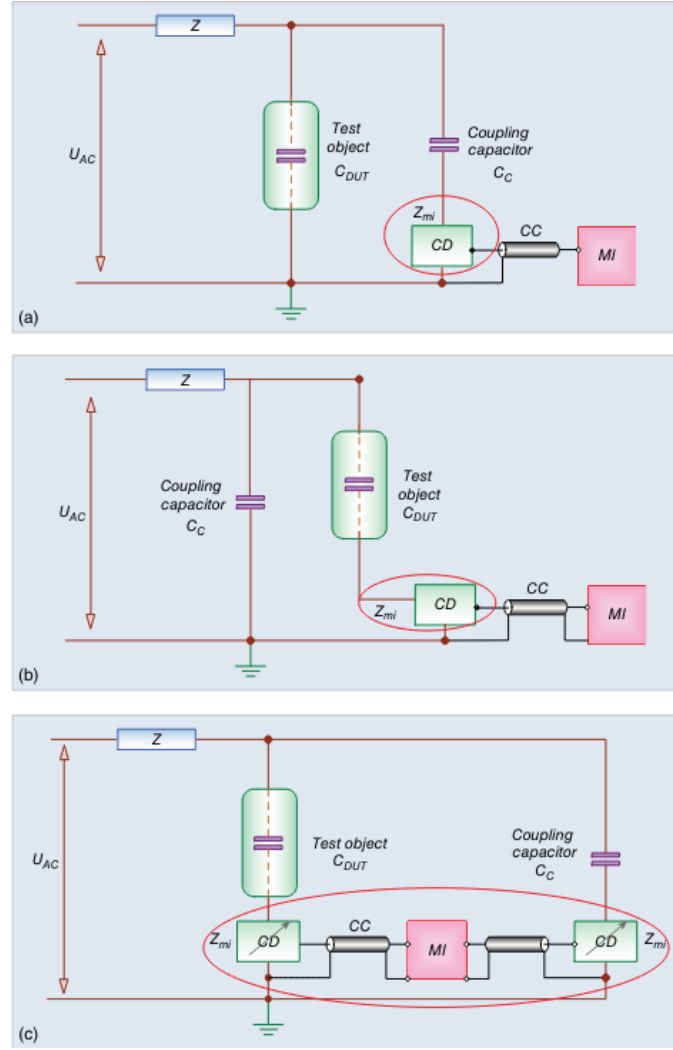 Z
Test
object
C_DUT
U_AC
Coupling
capacitor
C_C
Z_mi
CD
CC
MI
(a)
Z
Coupling
capacitor
C_C
Test
object
C_DUT
U_AC
Z_mi
CD
CC
MI
(b)
Z
U_AC
Test object
C_DUT
Coupling
capacitor
C_C
Z_mi
CD
CC
MI
CD
Z_mi
(c)